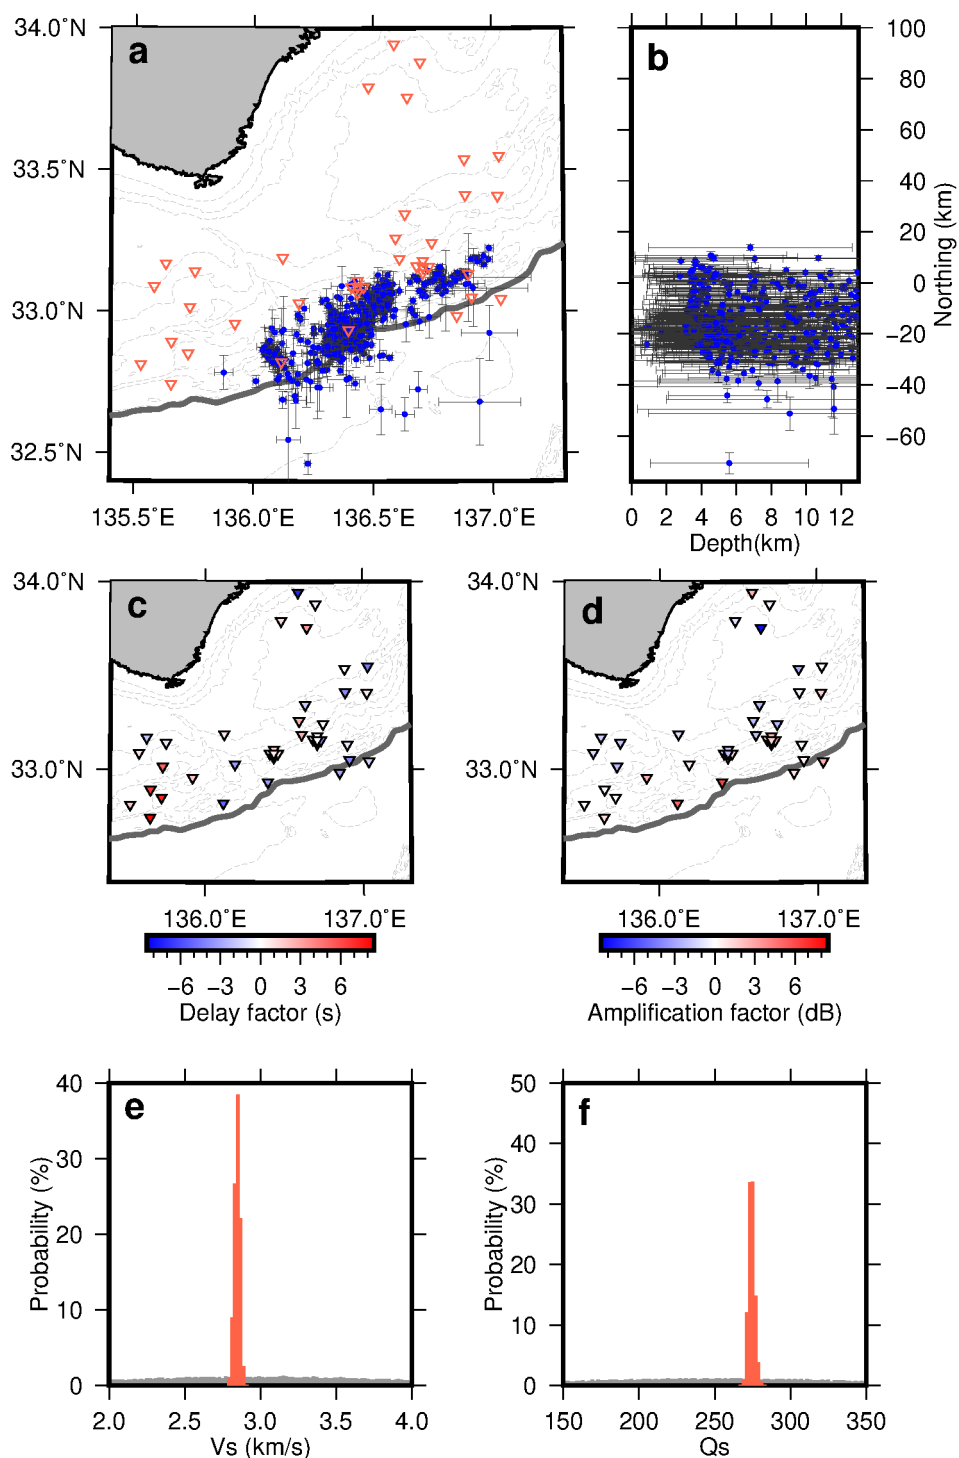 a
34.0°N
33.5°N
33.0°N
32.5°N
135.5°E 136.0°E 136.5°E 137.0°E
b
100
80
60
40
20
0
−20
−40
−60
Northing (km)
0 2 4 6 8 10 12
Depth(km)
c
34.0°N
33.0°N
136.0°E 137.0°E
−6 −3 0 3 6
Delay factor (s)
d
34.0°N
33.0°N
136.0°E 137.0°E
−6 −3 0 3 6
Amplification factor (dB)
e
40
30
20
10
0
Probability (%)
2.0 2.5 3.0 3.5 4.0
Vs (km/s)
f
50
40
30
20
10
0
Probability (%)
150 200 250 300 350
Qs